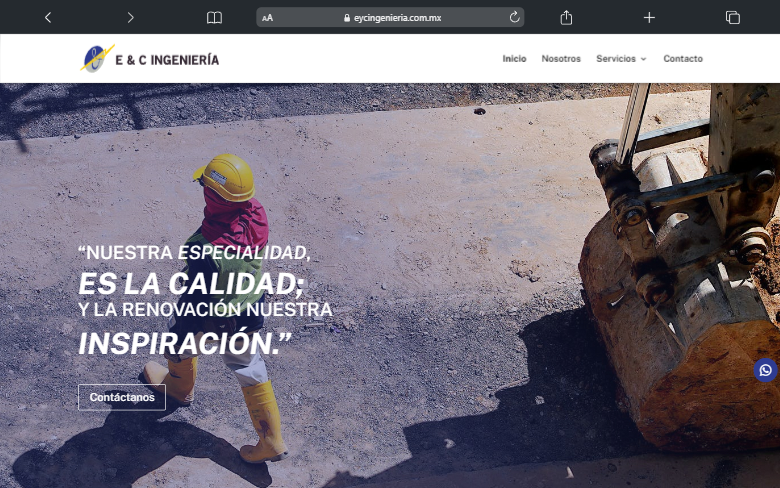 AA eycingenieria.com.mx
E & C INGENIERÍA
Inicio Nosotros Servicios Contacto
“NUESTRA ESPECIALIDAD,
ES LA CALIDAD;
Y LA RENOVACIÓN NUESTRA
INSPIRACIÓN.”
Contáctanos